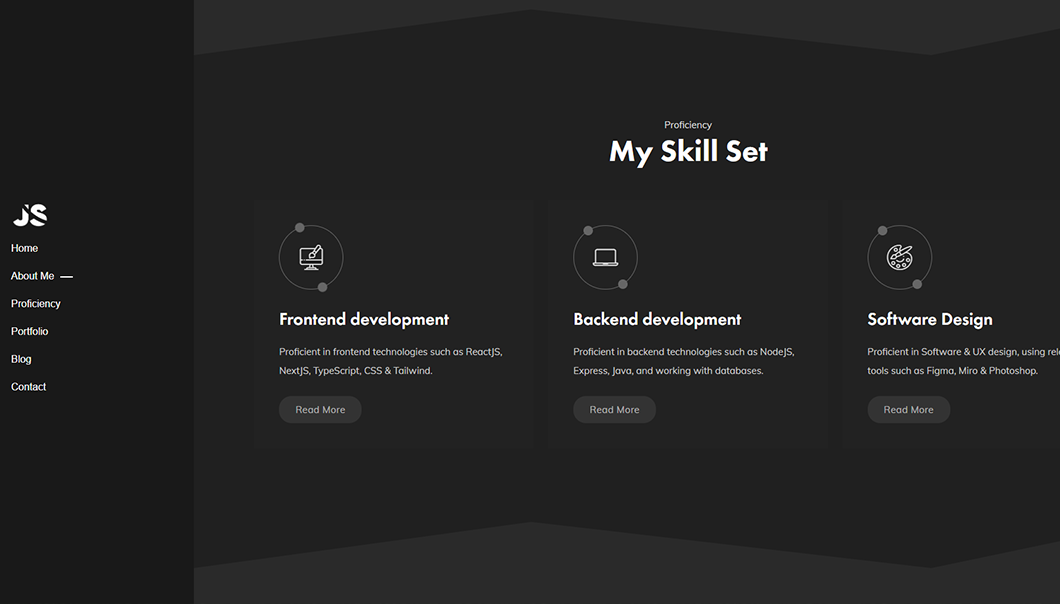 JS
Home
About Me
Proficiency
Portfolio
Blog
Contact
Proficiency
My Skill Set
Frontend development
Proficient in frontend technologies such as ReactJS,
NextJS, TypeScript, CSS & Tailwind.
Read More
Backend development
Proficient in backend technologies such as NodeJS,
Express, Java, and working with databases.
Read More
Software Design
Proficient in Software & UX design, using
tools such as Figma, Miro & Photoshop.
Read More